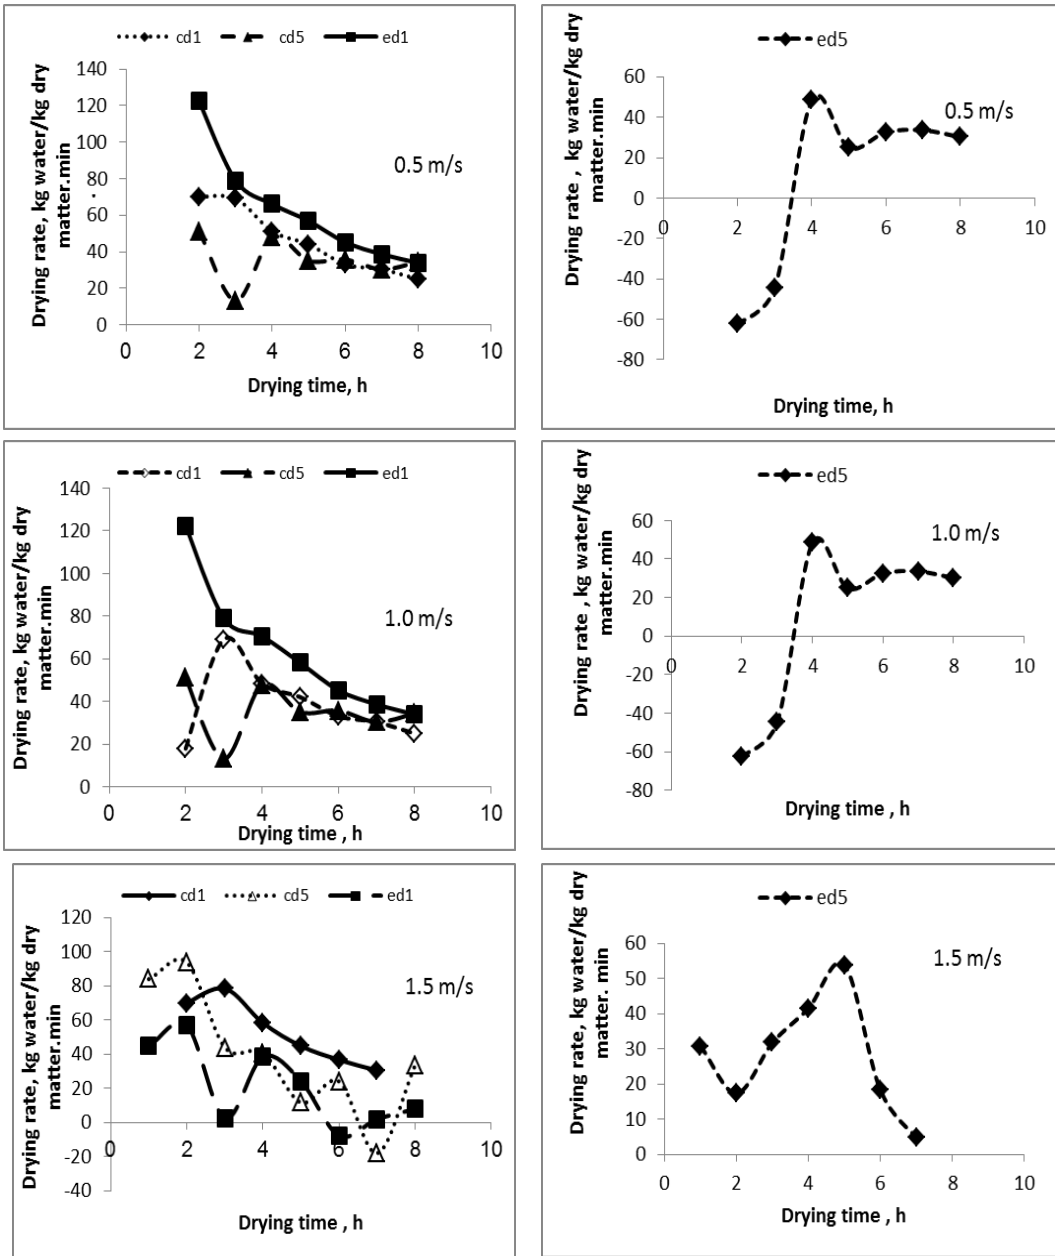 cd1 cd5 ed1
Drying rate, kg water/kg dry
matter.min
140
120
100
80
60
40
20
0
0.5 m/s
0 2 4 6 8 10
Drying time, h
ed5
Drying rate , kg water/kg dry
matter.min
60
40
20
0
-20
-40
-60
-80
0.5 m/s
0 2 4 6 8 10
Drying time, h
cd1 cd5 ed1
Drying rate, kg water/kg dry
matter.min
140
120
100
80
60
40
20
0
1.0 m/s
0 2 4 6 8 10
Drying time , h
ed5
Drying rate , kg water/kg dry
matter.min
60
40
20
0
-20
-40
-60
-80
1.0 m/s
0 2 4 6 8 10
Drying time , h
cd1 cd5 ed1
Drying rate, kg water/kg dry
matter.min
120
100
80
60
40
20
0
-20
-40
1.5 m/s
0 2 4 6 8 10
Drying time , h
ed5
Drying rate, kg water/kg dry
matter. min
60
50
40
30
20
10
0
1.5 m/s
0 2 4 6 8 10
Drying time , h